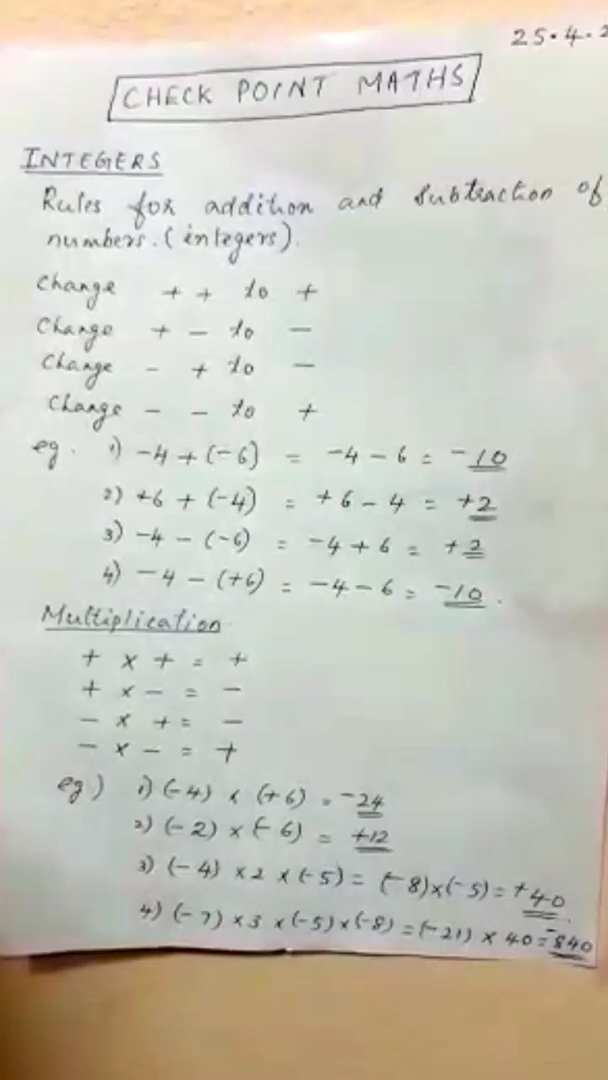 25.4.2
CHECK POINT MATHS
INTEGERS
Rules for addition and subtraction of
numbers. (integers).
Change + + to +
Change + - to -
Change - + to -
Change - - to +
eg. 1) -4 + (-6) = -4 - 6 = -10
2) +6 + (-4) = +6 - 4 = +2
3) -4 - (-6) = -4 + 6 = +2
4) -4 - (+6) = -4 - 6 = -10.
Multiplication
+ x + = +
+ x - = -
- x + = -
- x - = +
eg) 1) (-4) x (+6) = -24
2) (-2) x (-6) = +12
3) (-4) x 2 x (-5) = (-8)x(-5) = +40.
4) (-7) x 3 x (-5) x (-8) = (-21) x 40 = -840